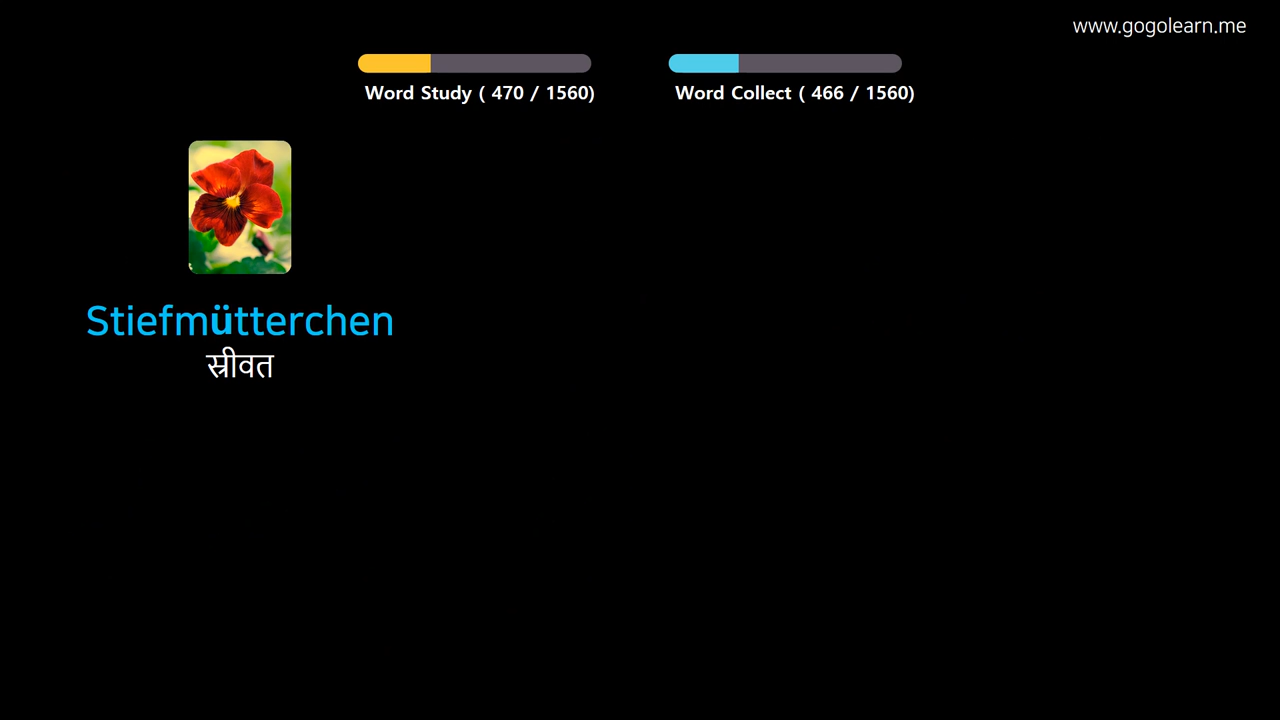 www.gogolearn.me
Word Study ( 470 / 1560)
Word Collect ( 466 / 1560)
Stiefmütterchen
स्रीवत